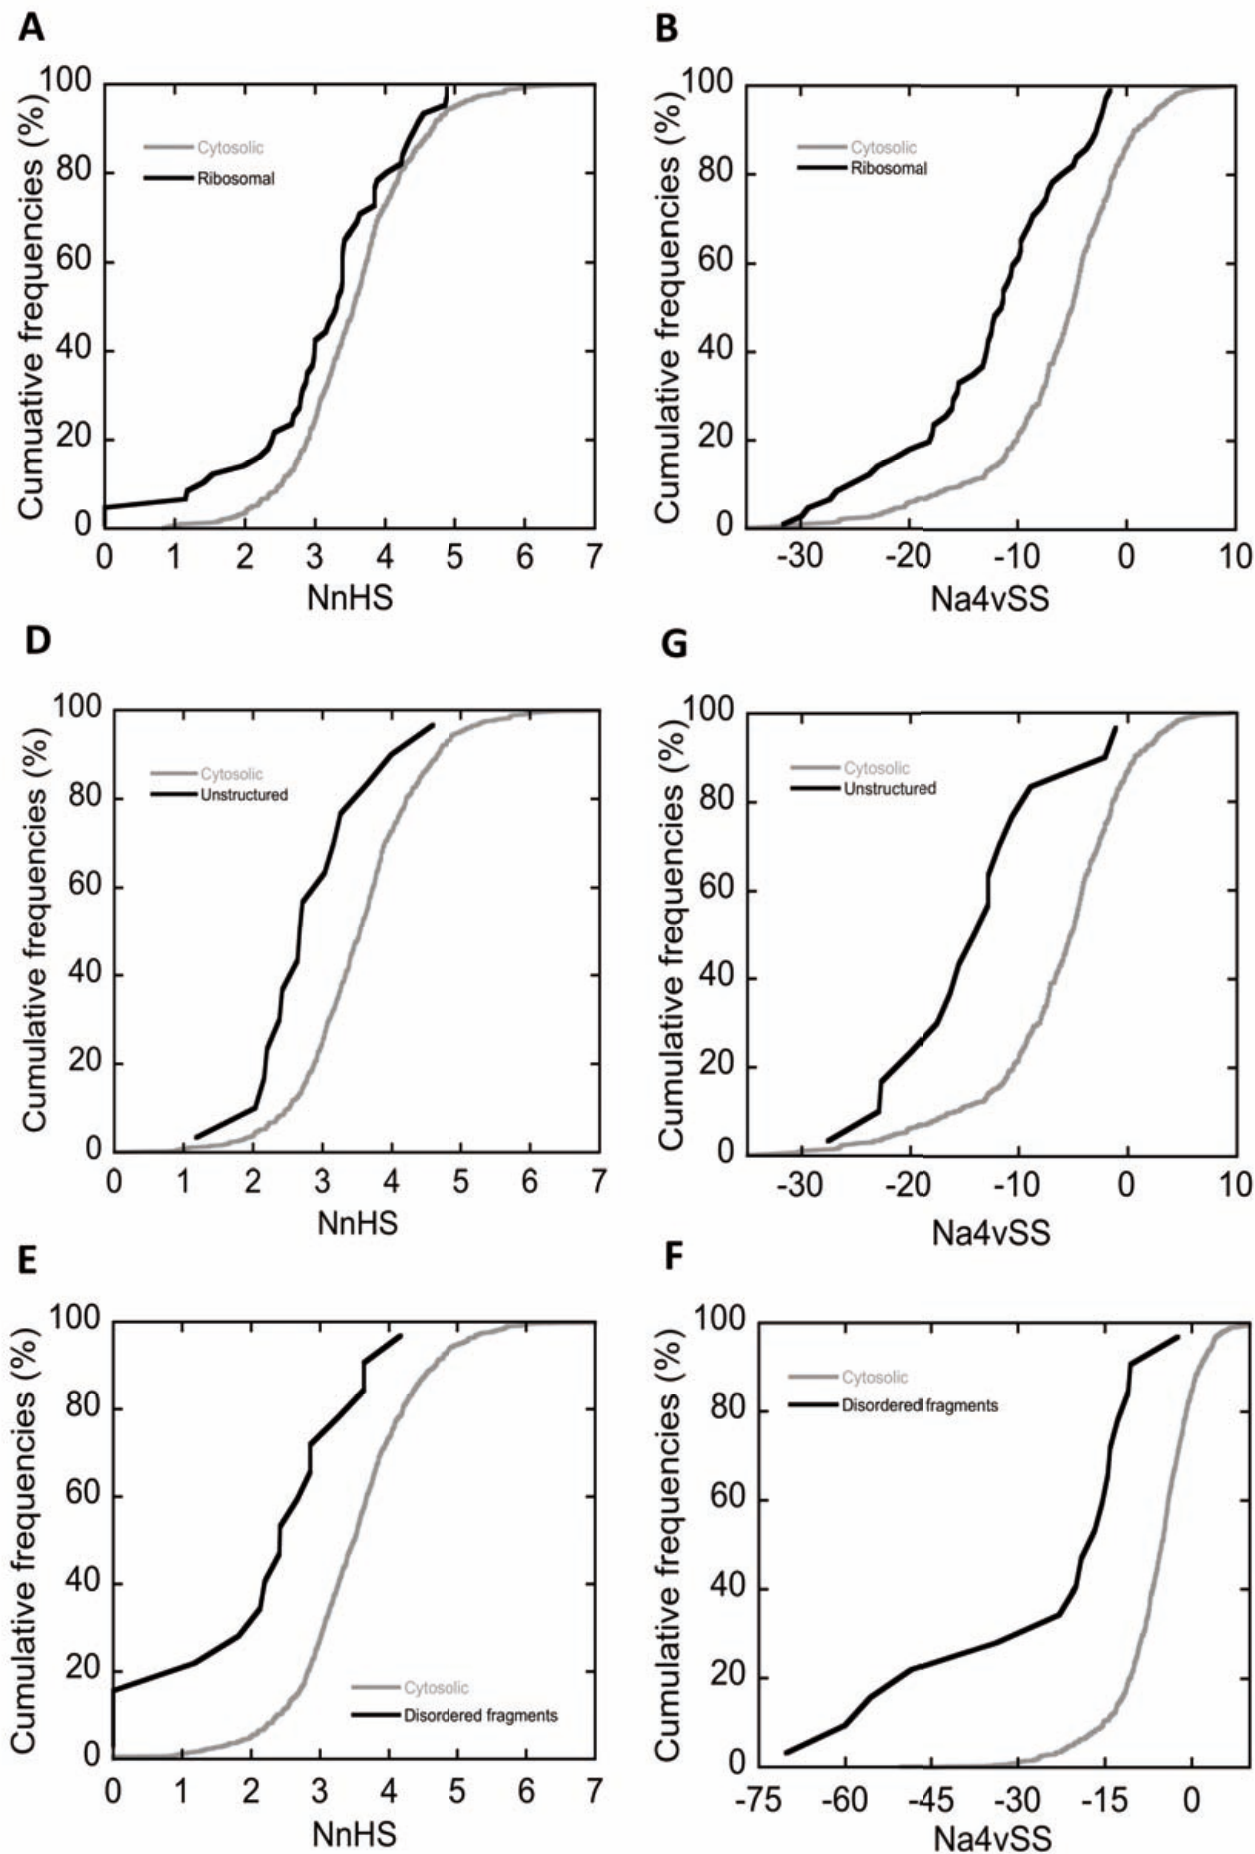 A
Cumuative frequencies (%)
100
80
60
40
20
0
Cytosolic
Ribosomal
0 1 2 3 4 5 6 7
NnHS
B
Cumulative frequencies (%)
100
80
60
40
20
0
Cytosolic
Ribosomal
-30 -20 -10 0 10
Na4vSS
D
Cumulative frequencies (%)
100
80
60
40
20
0
Cytosolic
Unstructured
0 1 2 3 4 5 6 7
NnHS
G
Cumulative frequencies (%)
100
80
60
40
20
0
Cytosolic
Unstructured
-30 -20 -10 0 10
Na4vSS
E
Cumulative frequencies (%)
100
80
60
40
20
0
Cytosolic
Disordered fragments
0 1 2 3 4 5 6 7
NnHS
F
Cumulative frequencies (%)
100
80
60
40
20
0
Cytosolic
Disordered fragments
-75 -60 -45 -30 -15 0
Na4vSS